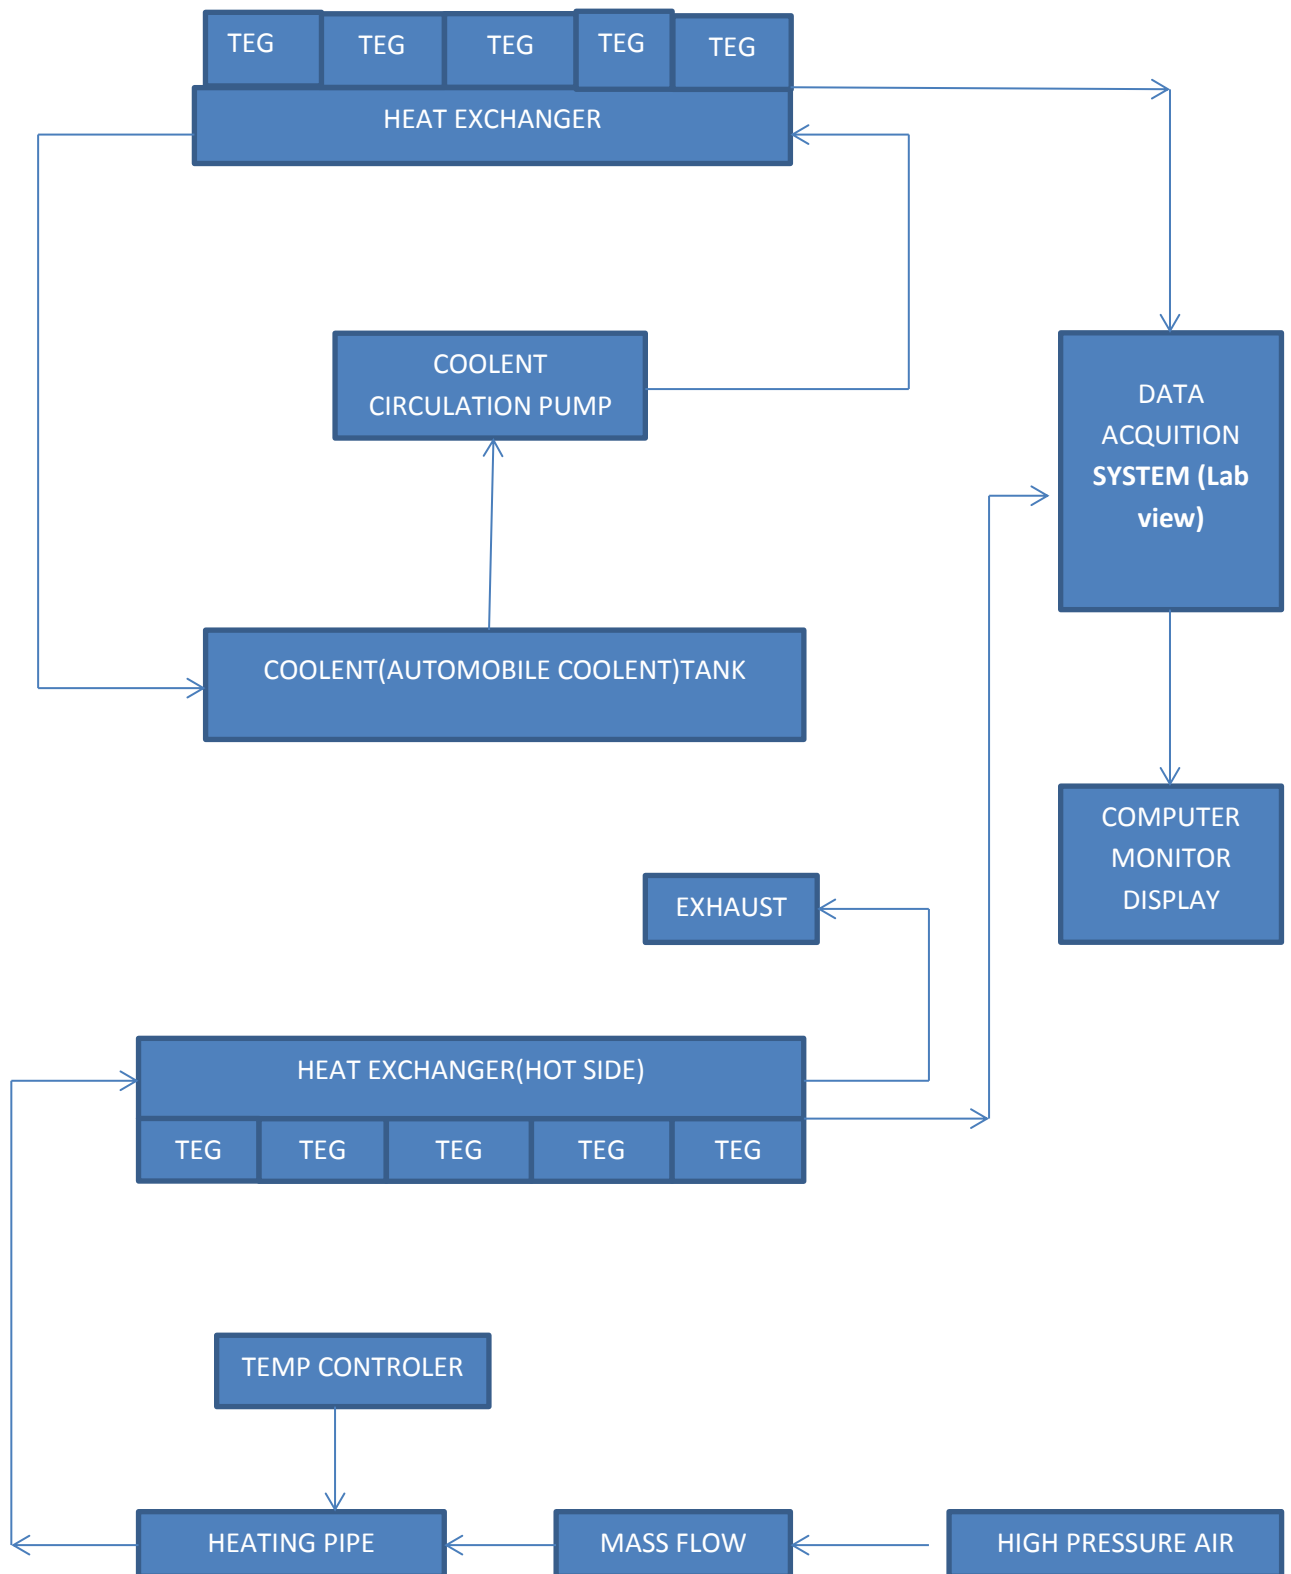 TEG
TEG
TEG
TEG
TEG
HEAT EXCHANGER
COOLENT
CIRCULATION PUMP
DATA
ACQUITION
SYSTEM (Lab
view)
COOLENT(AUTOMOBILE COOLENT)TANK
COMPUTER
MONITOR
DISPLAY
EXHAUST
HEAT EXCHANGER(HOT SIDE)
TEG
TEG
TEG
TEG
TEG
TEMP CONTROLER
HEATING PIPE
MASS FLOW
HIGH PRESSURE AIR